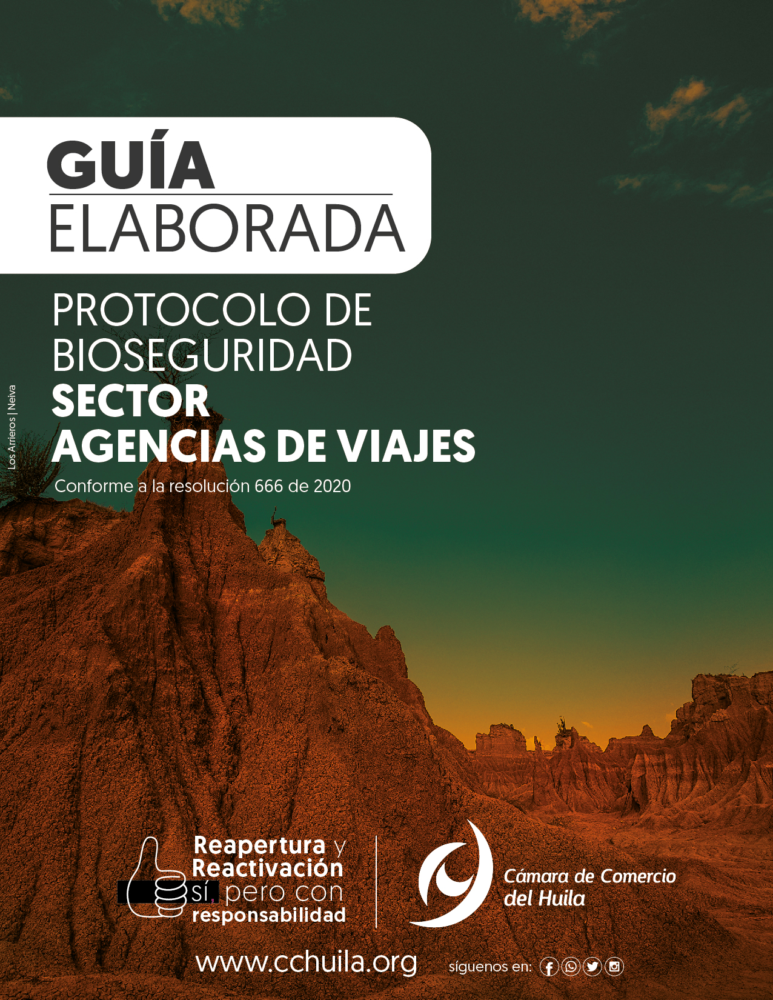 GUÍA
ELABORADA
PROTOCOLO DE
BIOSEGURIDAD
SECTOR
AGENCIAS DE VIAJES
Conforme a la resolución 666 de 2020
Los Arrieros | Neiva
Reapertura y
Reactivación
sí, pero con
responsabilidad
Cámara de Comercio
del Huila
www.cchuila.org
síguenos en: